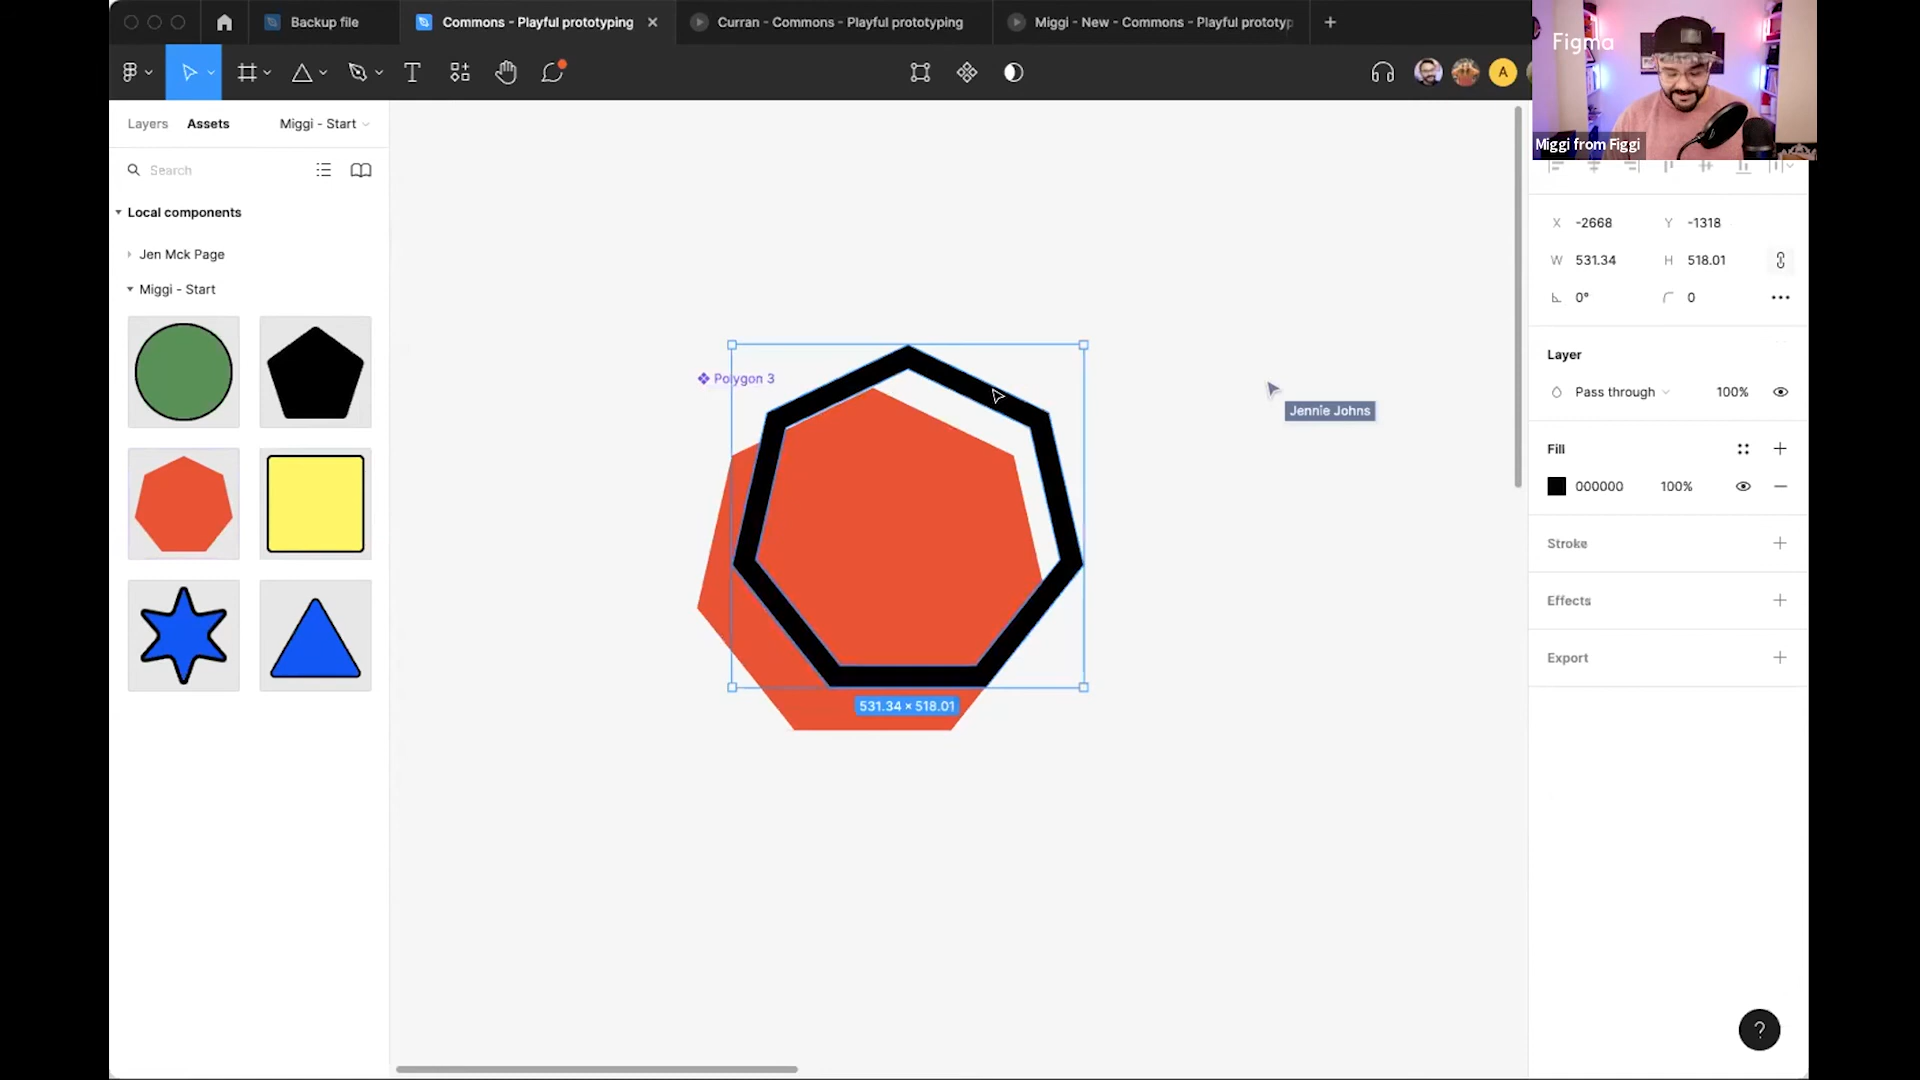 Backup file
Commons - Playful prototyping
Curran - Commons - Playful prototyping
Miggi - New - Commons - Playful prototyp
Figma
A
Miggi from Figgi
Layers
Assets
Miggi - Start
Search
Local components
Jen Mck Page
Miggi - Start
Polygon 3
531.34 × 518.01
Jennie Johns
X -2668
Y -1318
W 531.34
H 518.01
0°
0
Layer
Pass through
100%
Fill
000000
100%
Stroke
Effects
Export
?